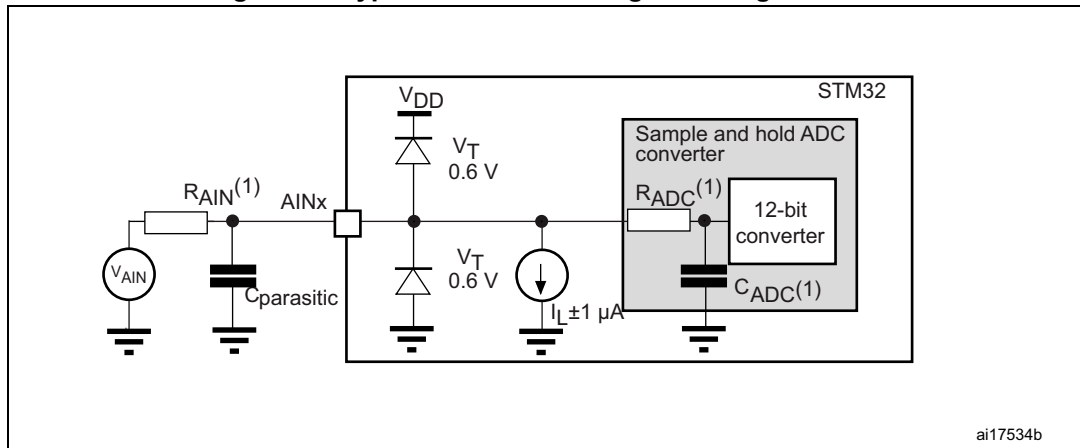 STM32
VDD
VT
0.6 V
Sample and hold ADC
converter
RAIN(1)
AINx
RADC(1)
12-bit
converter
VAIN
Cparasitic
VT
0.6 V
IL±1 µA
CADC(1)
ai17534b